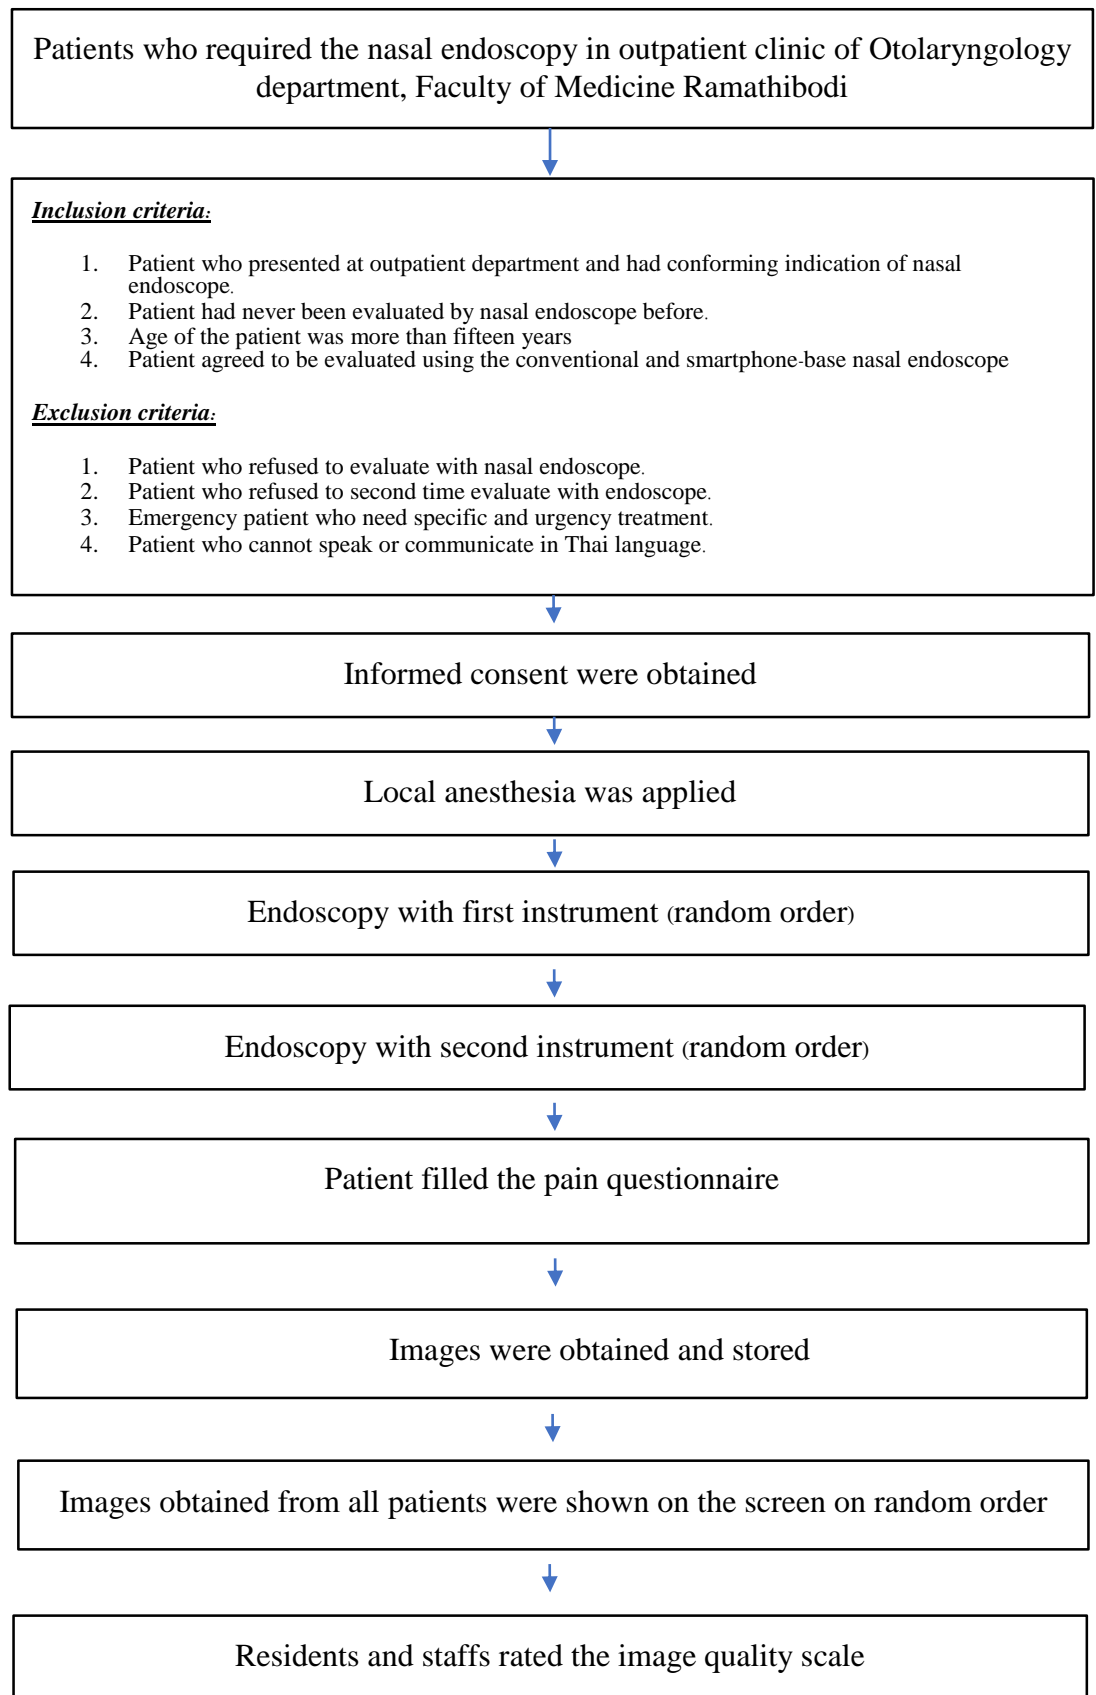 Patients who required the nasal endoscopy in outpatient clinic of Otolaryngology
department, Faculty of Medicine Ramathibodi
Inclusion criteria:
1. Patient who presented at outpatient department and had conforming indication of nasal
endoscope.
2. Patient had never been evaluated by nasal endoscope before.
3. Age of the patient was more than fifteen years
4. Patient agreed to be evaluated using the conventional and smartphone-base nasal endoscope
Exclusion criteria:
1. Patient who refused to evaluate with nasal endoscope.
2. Patient who refused to second time evaluate with endoscope.
3. Emergency patient who need specific and urgency treatment.
4. Patient who cannot speak or communicate in Thai language.
Informed consent were obtained
Local anesthesia was applied
Endoscopy with first instrument (random order)
Endoscopy with second instrument (random order)
Patient filled the pain questionnaire
Images were obtained and stored
Images obtained from all patients were shown on the screen on random order
Residents and staffs rated the image quality scale